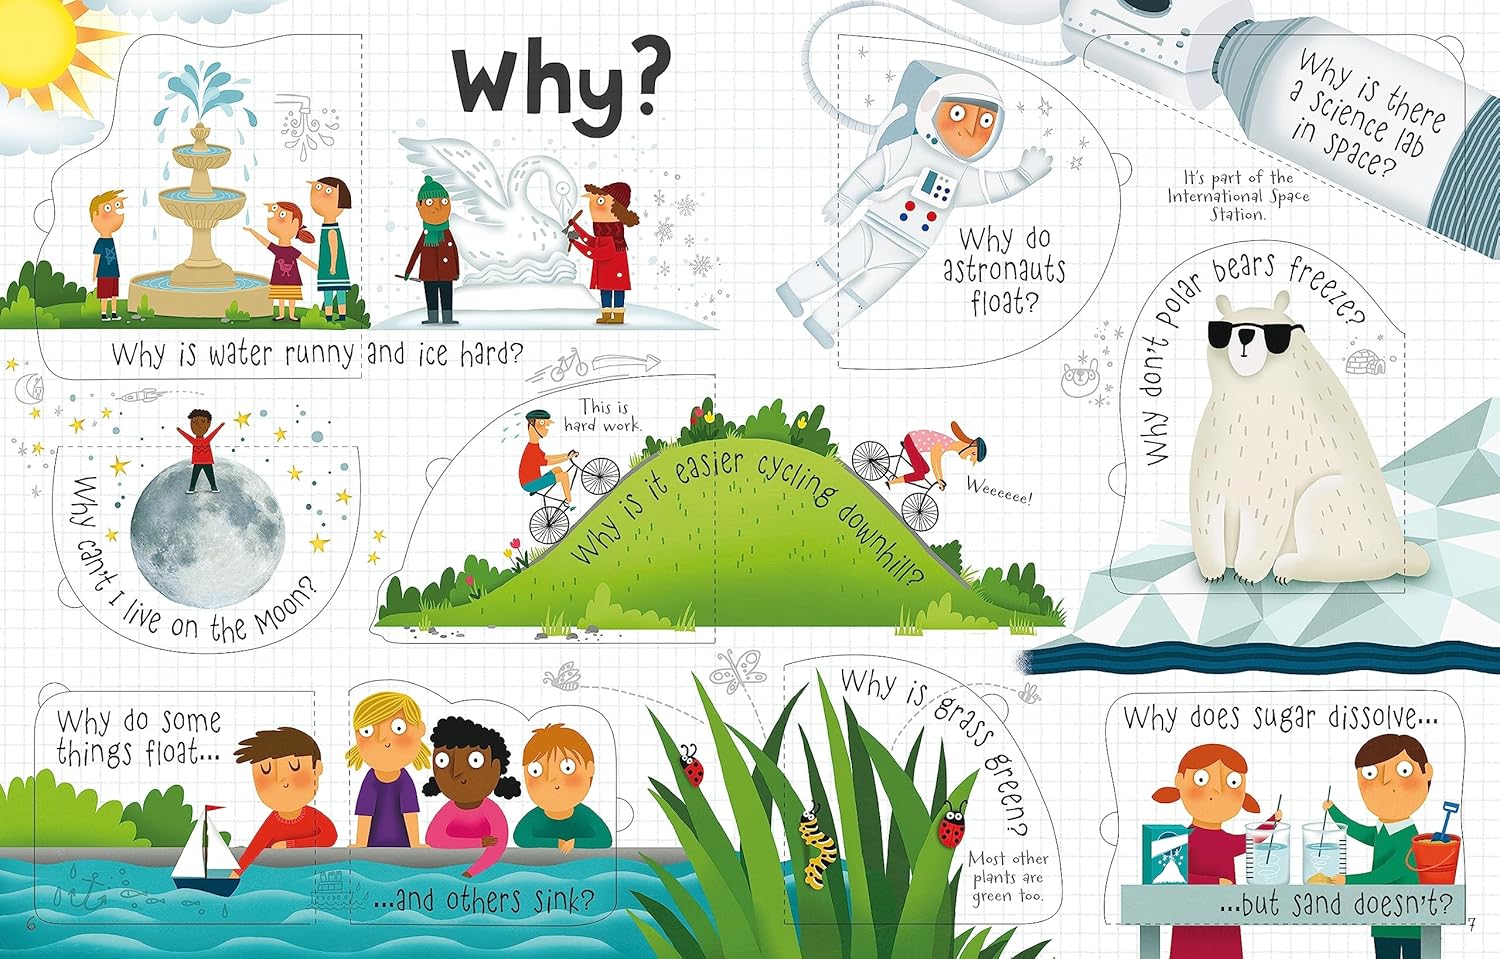 Why?
Why is water runny and ice hard?
Why do
astronauts
float?
Why is there
a science lab
in space?
It's part of the
International Space
Station.
Why don't polar bears freeze?
Why can't I live on the Moon?
This is
hard work.
Why is it easier cycling downhill?
Weeeeee!
Why do some
things float...
...and others sink?
Why is grass green?
Most other
plants are
green too.
Why does sugar dissolve...
...but sand doesn't?
6
7